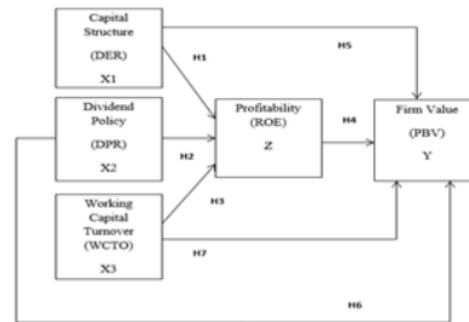 Capital
Structure
(DER)
X1
H1
H5
Dividend
Policy
(DPR)
X2
H2
Profitability
(ROE)
Z
H4
Firm Value
(PBV)
Y
Working
Capital
Turnover
(WCTO)
X3
H3
H7
H6